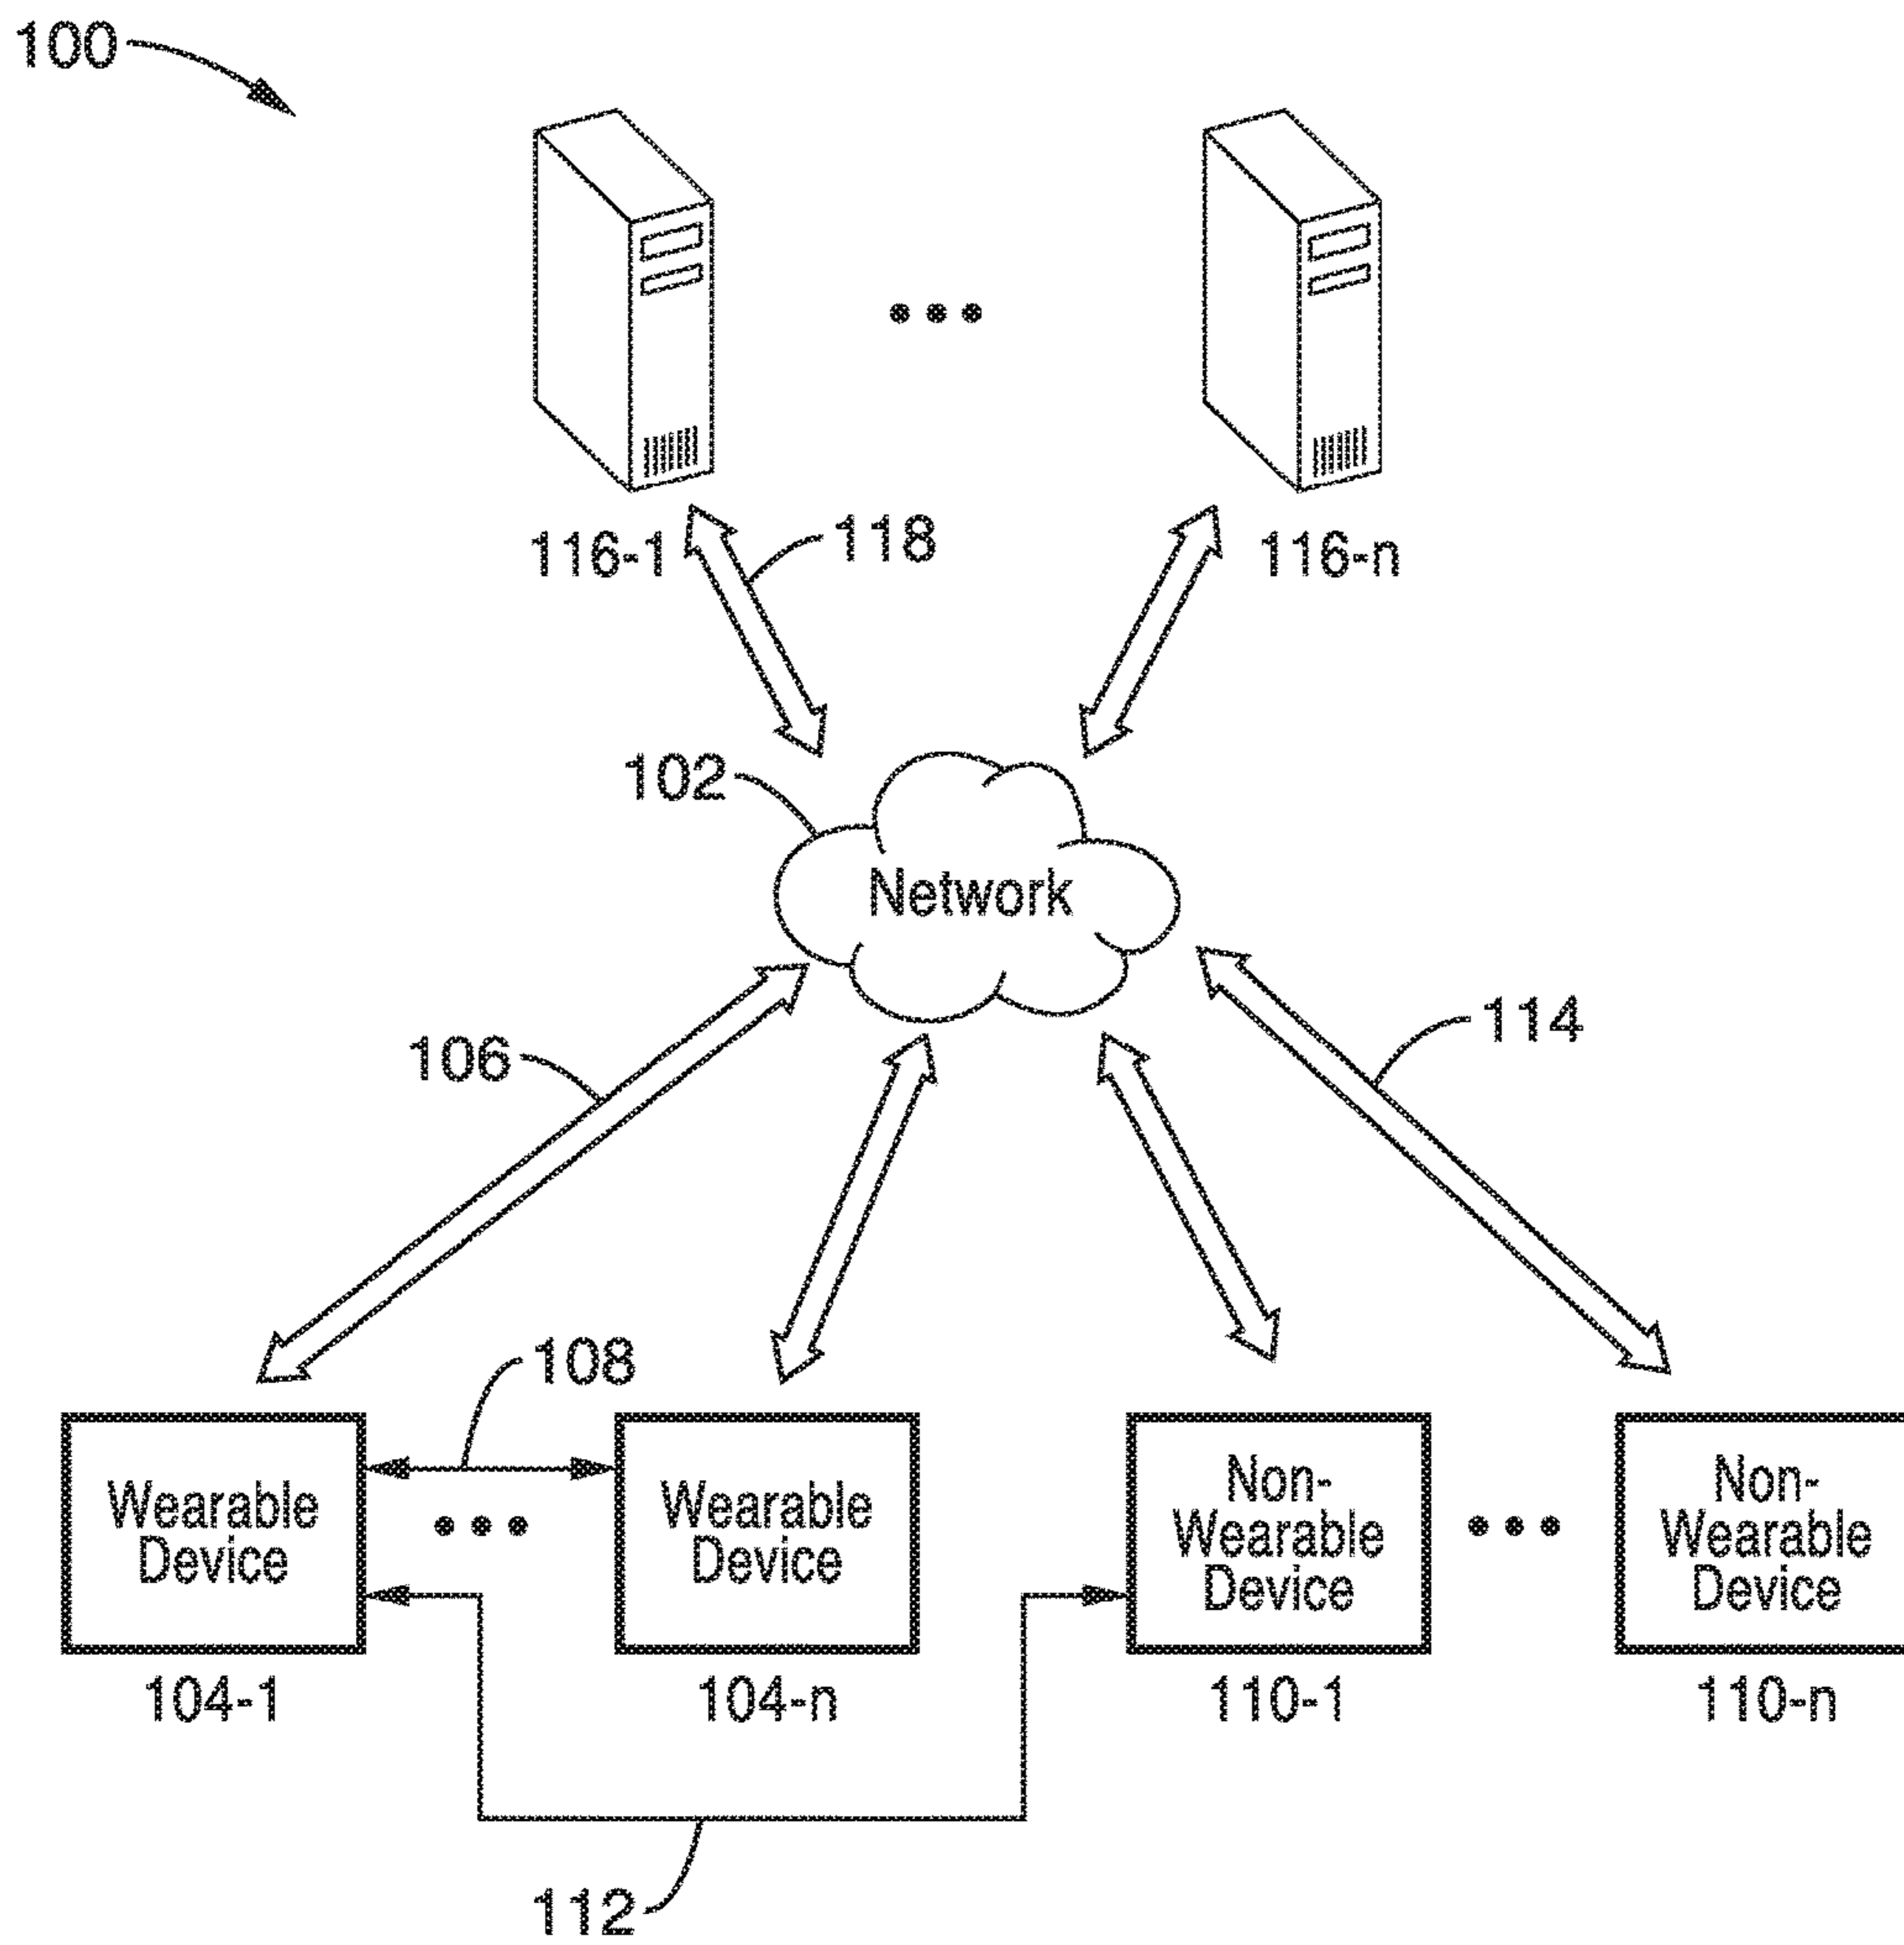 100
116-1
118
116-n
102
Network
106
114
108
Wearable
Device
Wearable
Device
Non-
Wearable
Device
Non-
Wearable
Device
104-1
104-n
110-1
110-n
112